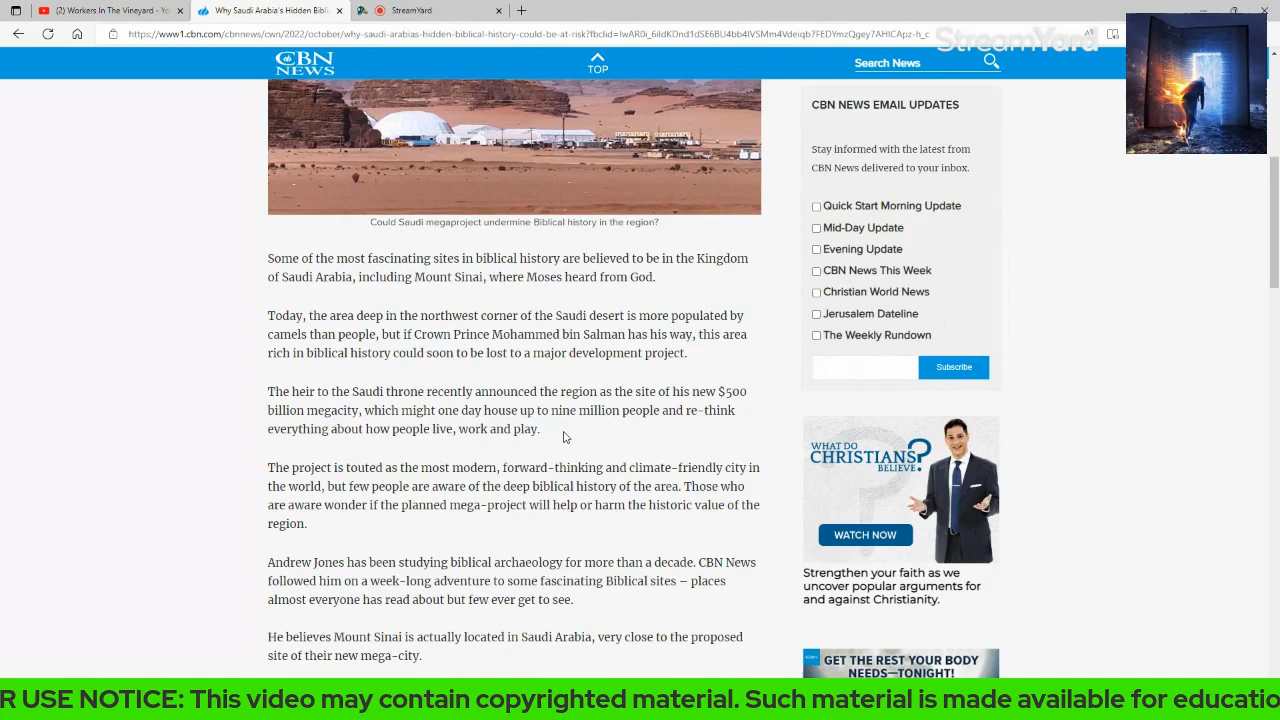 (2) Workers In The Vineyard - Yo
Why Saudi Arabia's Hidden Bibli
StreamYard
https://www1.cbn.com/cbnnews/cwn/2022/october/why-saudi-arabias-hidden-biblical-history-could-be-at-risk?fbclid=
StreamYard
CBN
NEWS
TOP
Search News
Could Saudi megaproject undermine Biblical history in the region?
Some of the most fascinating sites in biblical history are believed to be in the Kingdom
of Saudi Arabia, including Mount Sinai, where Moses heard from God.
Today, the area deep in the northwest corner of the Saudi desert is more populated by
camels than people, but if Crown Prince Mohammed bin Salman has his way, this area
rich in biblical history could soon to be lost to a major development project.
The heir to the Saudi throne recently announced the region as the site of his new $500
billion megacity, which might one day house up to nine million people and re-think
everything about how people live, work and play.
The project is touted as the most modern, forward-thinking and climate-friendly city in
the world, but few people are aware of the deep biblical history of the area. Those who
are aware wonder if the planned mega-project will help or harm the historic value of the
region.
Andrew Jones has been studying biblical archaeology for more than a decade. CBN News
followed him on a week-long adventure to some fascinating Biblical sites – places
almost everyone has read about but few ever get to see.
He believes Mount Sinai is actually located in Saudi Arabia, very close to the proposed
site of their new mega-city.
CBN NEWS EMAIL UPDATES
Stay informed with the latest from
CBN News delivered to your inbox.
Quick Start Morning Update
Mid-Day Update
Evening Update
CBN News This Week
Christian World News
Jerusalem Dateline
The Weekly Rundown
Subscribe
WHAT DO
CHRISTIANS
BELIEVE
?
WATCH NOW
Strengthen your faith as we
uncover popular arguments for
and against Christianity.
GET THE REST YOUR BODY
NEEDS—TONIGHT!
R USE NOTICE: This video may contain copyrighted material. Such material is made available for educatio